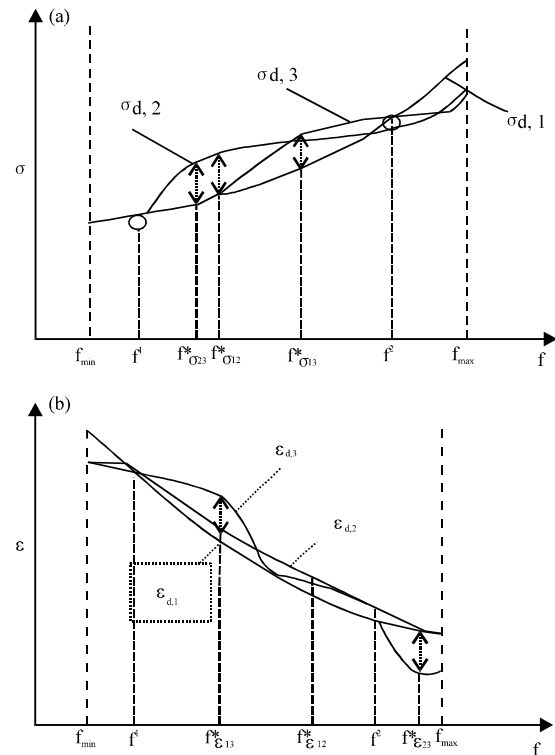 (a)
σd, 2
σd, 3
σd, 1
σ
f_min f¹ f*σ23 f*σ12 f*σ13 f² f_max f
(b)
ε_d,3
ε_d,2
ε
ε_d,1
f_min f¹ f*ε13 f*ε12 f² f*ε23 f_max f